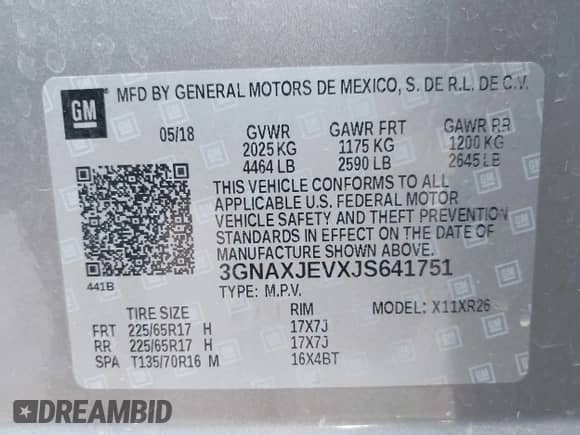 GM MFD BY GENERAL MOTORS DE MEXICO, S. DE R.L. DE C.V.
05/18 GVWR GAWR FRT GAWR RR
2025 KG 1175 KG 1200 KG
4464 LB 2590 LB 2645 LB
THIS VEHICLE CONFORMS TO ALL
APPLICABLE U.S. FEDERAL MOTOR
VEHICLE SAFETY AND THEFT PREVENTION
STANDARDS IN EFFECT ON THE DATE OF
MANUFACTURE SHOWN ABOVE.
441B 3GNAXJEVXJS641751
TYPE: M.P.V. MODEL: X11XR26
TIRE SIZE RIM
FRT 225/65R17 H 17X7J
RR 225/65R17 H 17X7J
SPA T135/70R16 M 16X4BT
DREAMBID